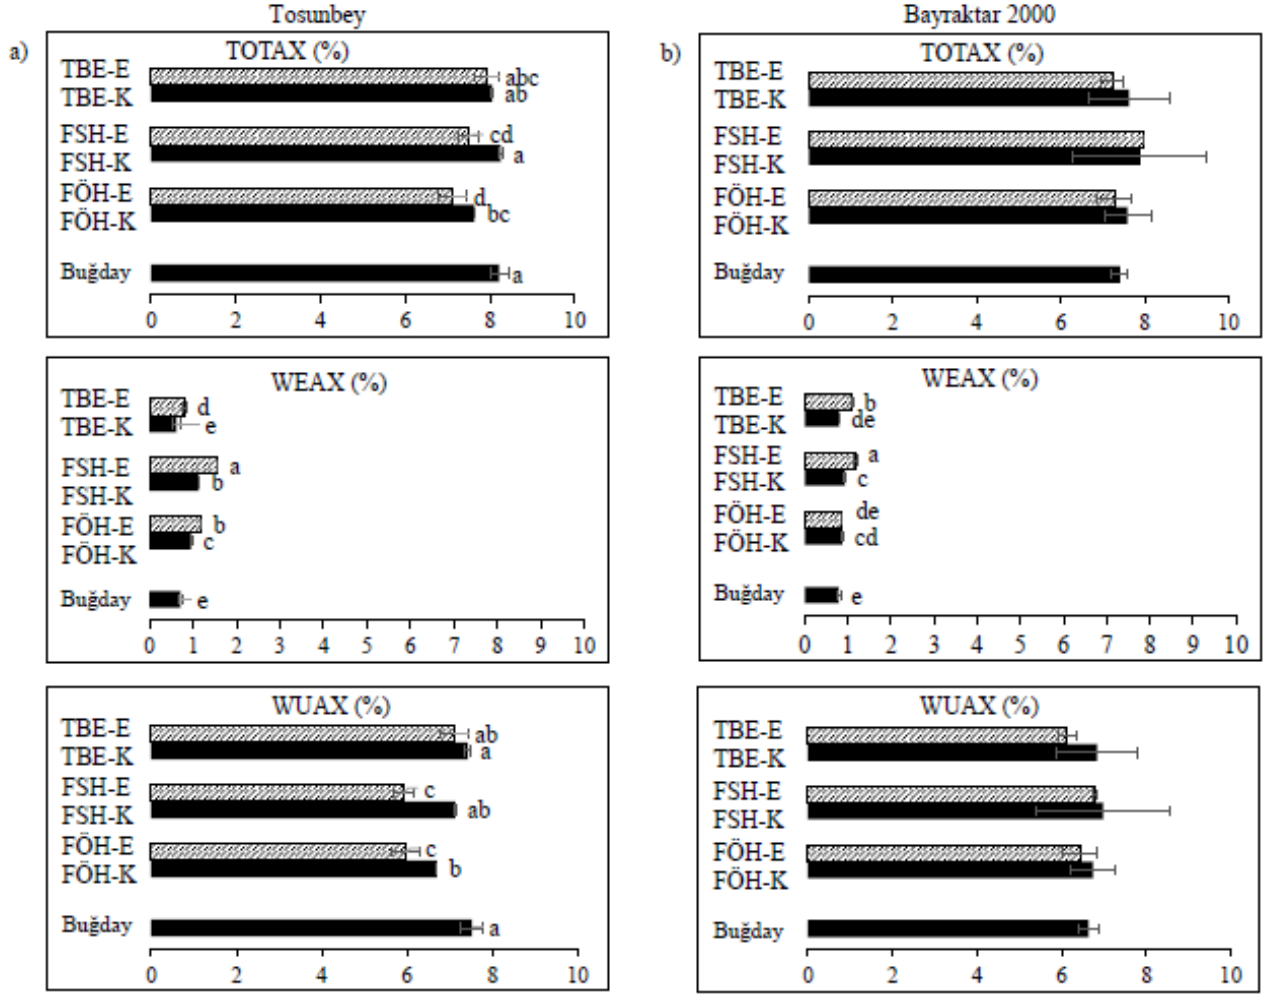 Tosunbey
a)
TOTAX (%)
TBE-E
abc
TBE-K
ab
FSH-E
cd
FSH-K
a
FÖH-E
d
FÖH-K
bc
Buğday
a
0 2 4 6 8 10
WEAX (%)
TBE-E
d
TBE-K
e
FSH-E
a
FSH-K
b
FÖH-E
b
FÖH-K
c
Buğday
e
0 1 2 3 4 5 6 7 8 9 10
WUAX (%)
TBE-E
ab
TBE-K
a
FSH-E
c
FSH-K
ab
FÖH-E
c
FÖH-K
b
Buğday
a
0 2 4 6 8 10
Bayraktar 2000
b)
TOTAX (%)
TBE-E
TBE-K
FSH-E
FSH-K
FÖH-E
FÖH-K
Buğday
0 2 4 6 8 10
WEAX (%)
TBE-E
b
TBE-K
de
FSH-E
a
FSH-K
c
FÖH-E
de
FÖH-K
cd
Buğday
e
0 1 2 3 4 5 6 7 8 9 10
WUAX (%)
TBE-E
TBE-K
FSH-E
FSH-K
FÖH-E
FÖH-K
Buğday
0 2 4 6 8 10